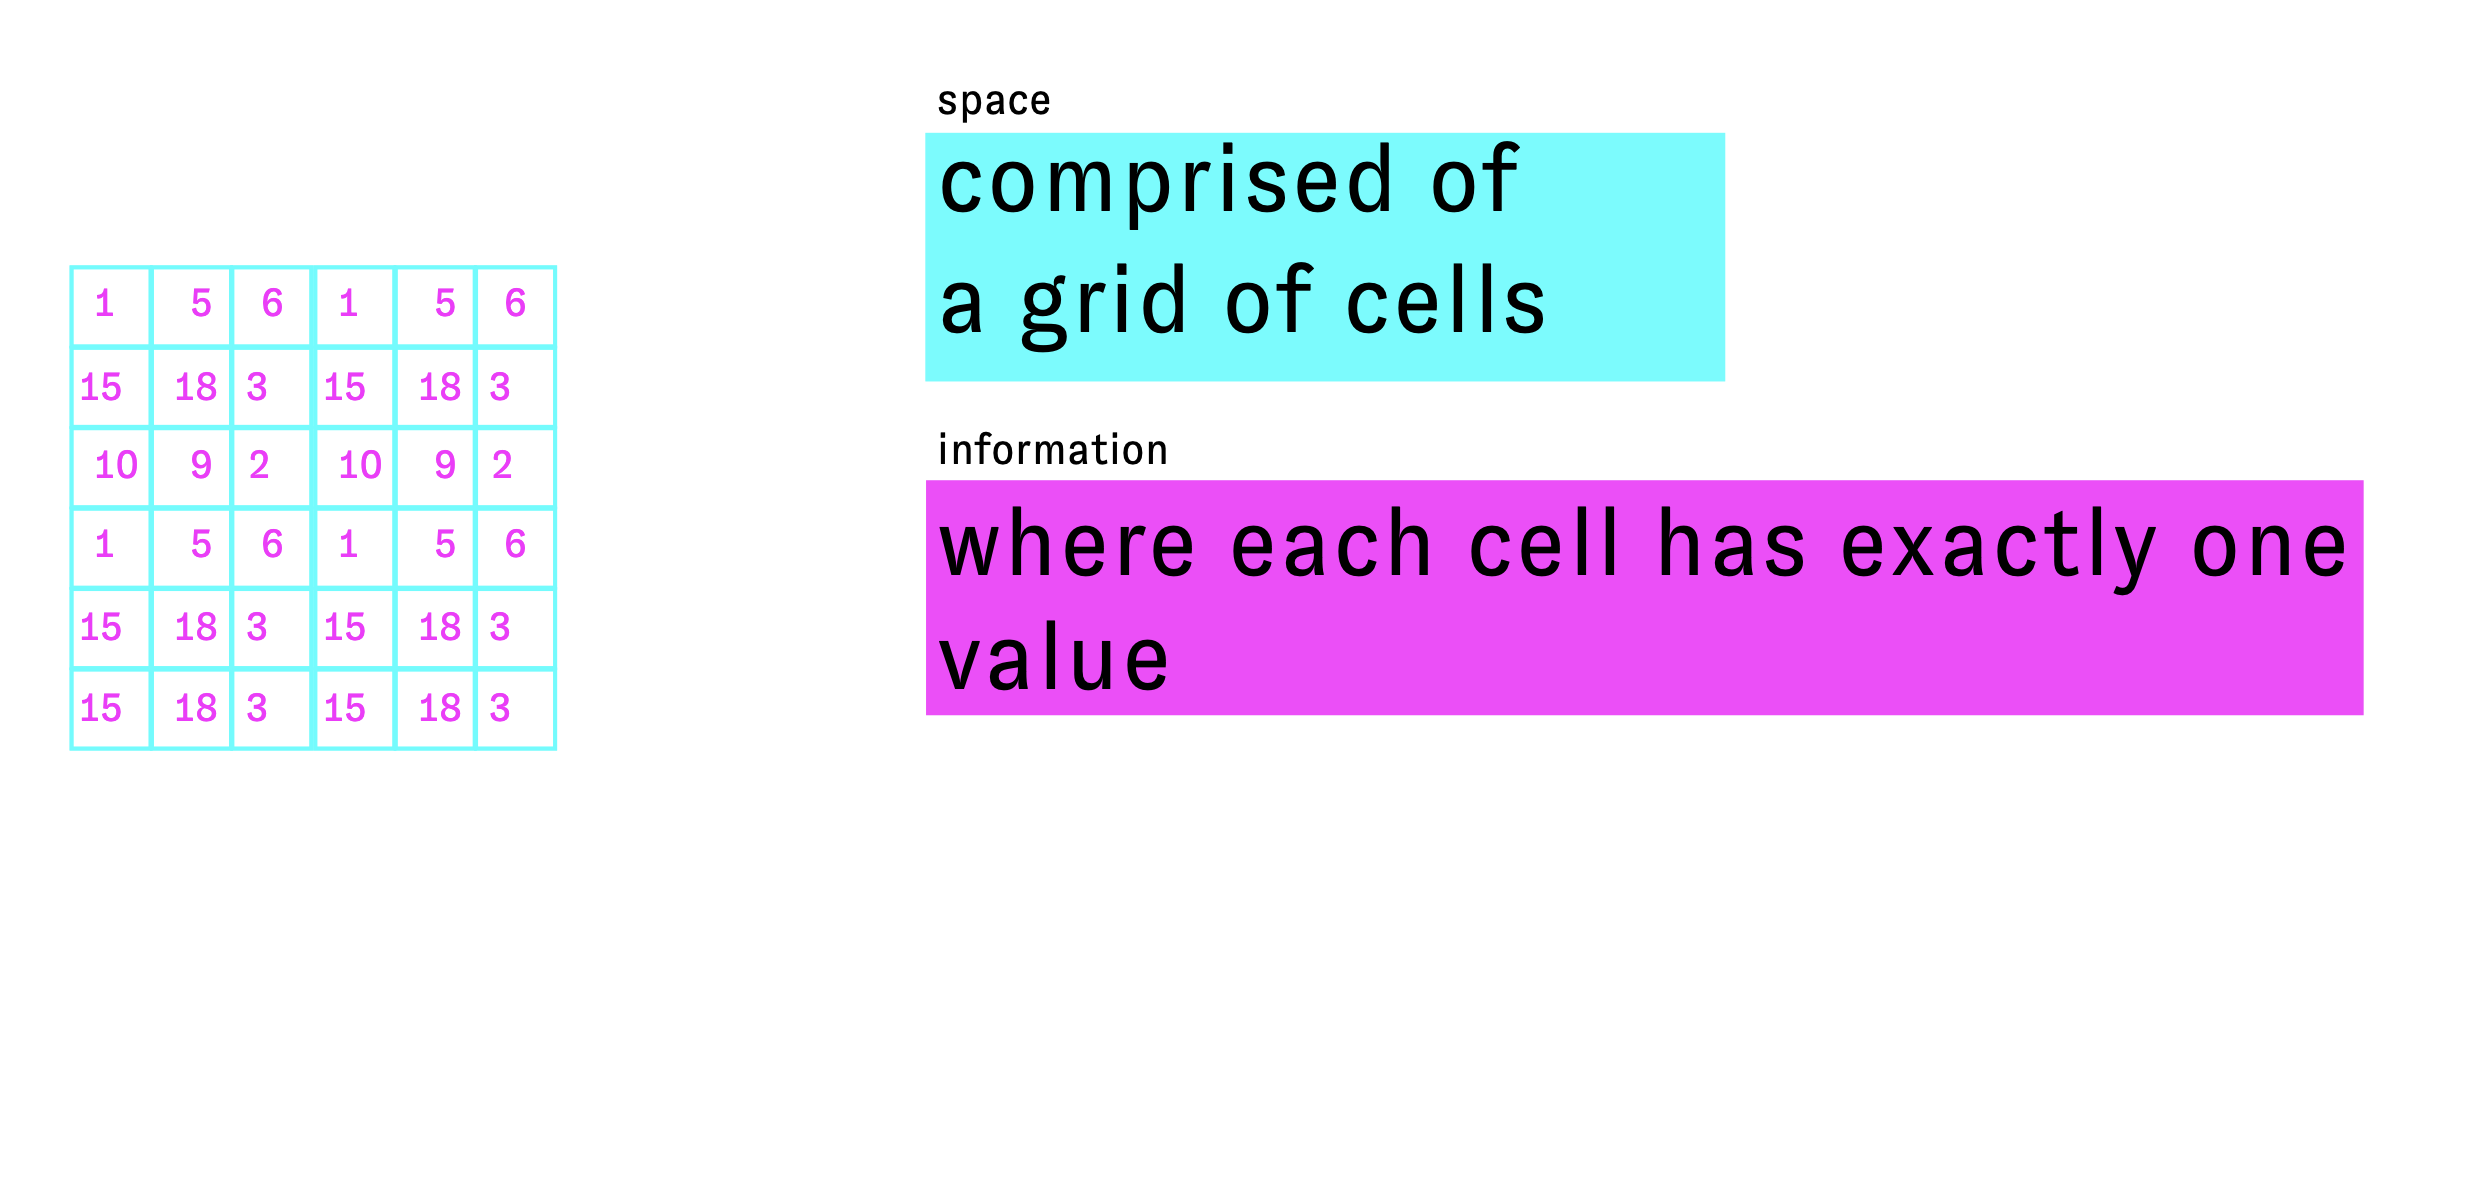 space
comprised of
a grid of cells
information
where each cell has exactly one
value
1 5 6 1 5 6
15 18 3 15 18 3
10 9 2 10 9 2
1 5 6 1 5 6
15 18 3 15 18 3
15 18 3 15 18 3